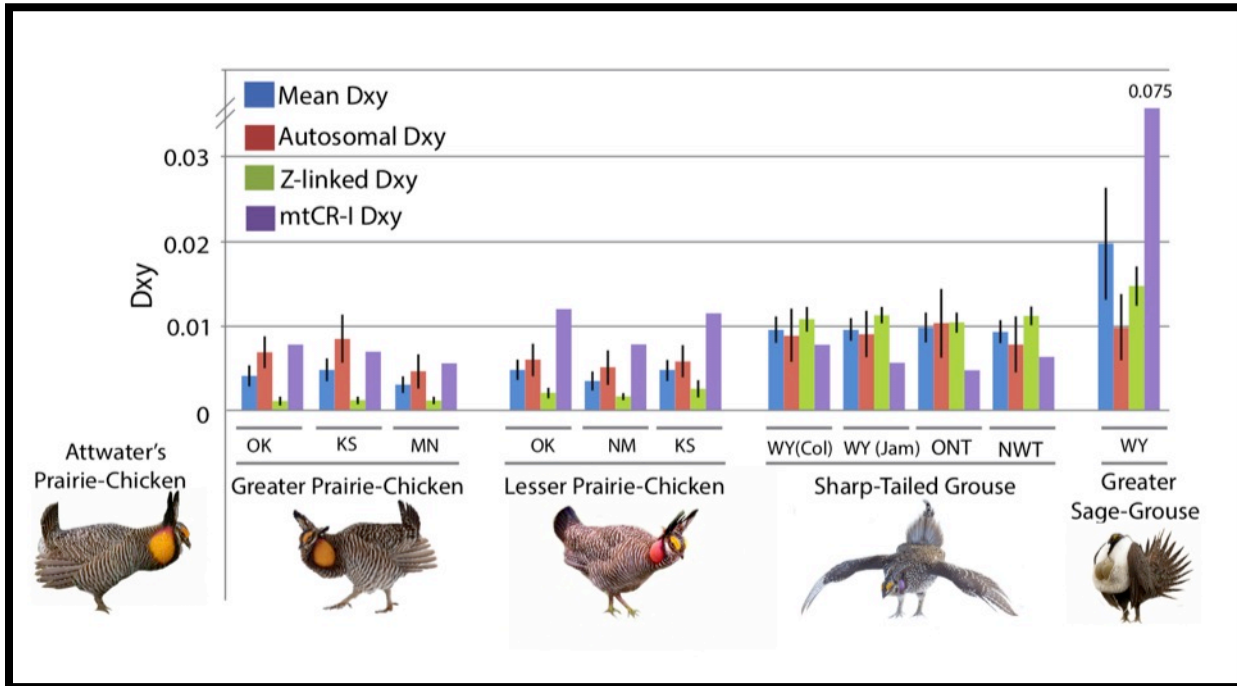 0.075
Mean Dxy
Autosomal Dxy
Z-linked Dxy
mtCR-I Dxy
0.03
0.02
0.01
0
Dxy
OK KS MN OK NM KS WY(Col) WY (Jam) ONT NWT WY
Attwater's
Prairie-Chicken
Greater Prairie-Chicken
Lesser Prairie-Chicken
Sharp-Tailed Grouse
Greater
Sage-Grouse